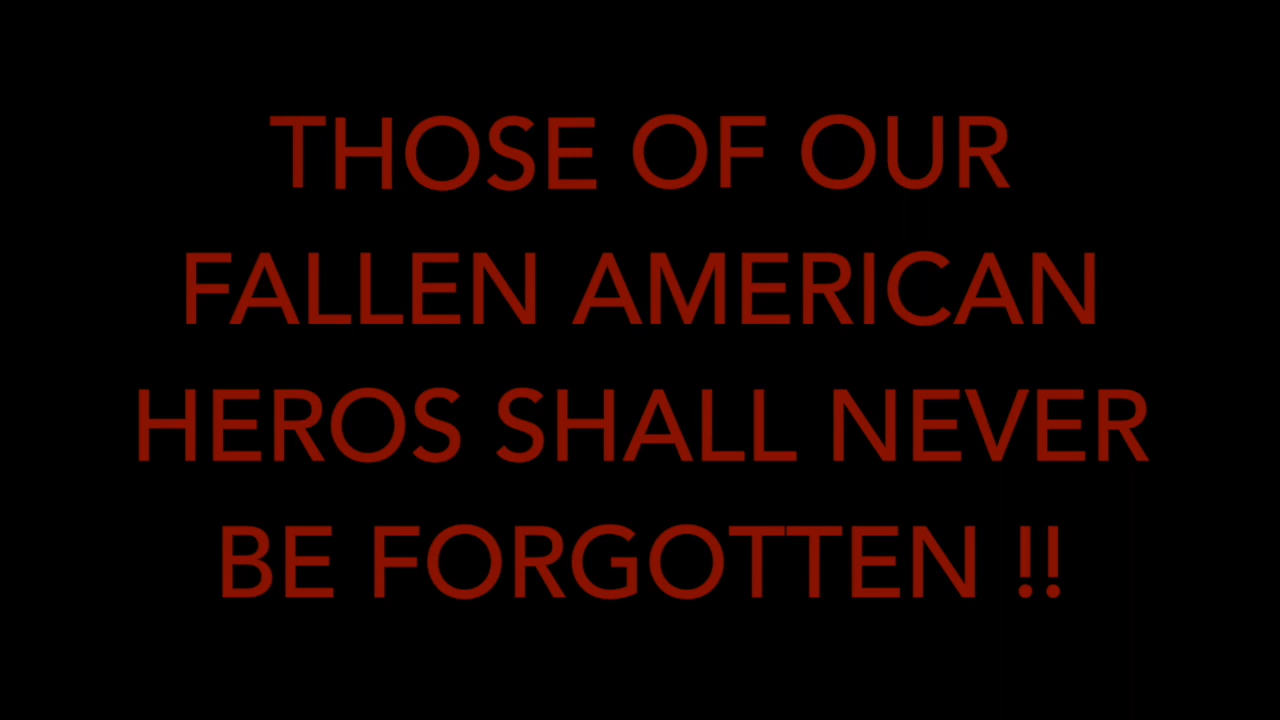 THOSE OF OUR
FALLEN AMERICAN
HEROS SHALL NEVER
BE FORGOTTEN !!